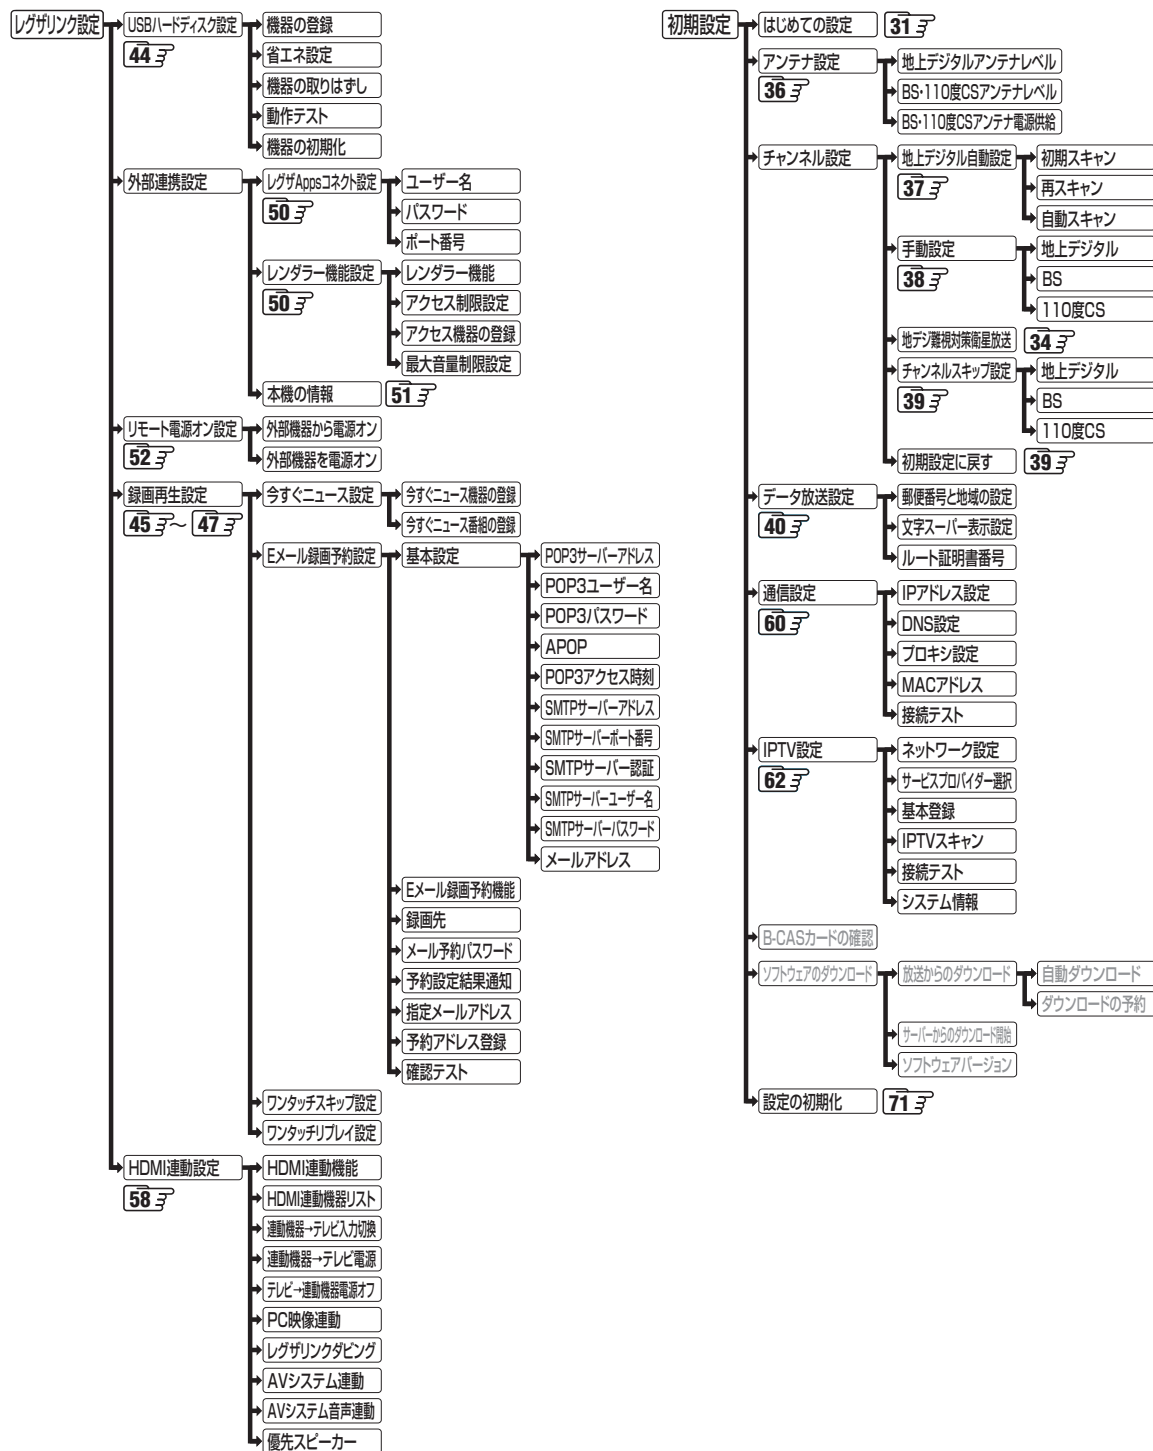 レグザリンク設定
USBハードディスク設定
44
機器の登録
省エネ設定
機器の取りはずし
動作テスト
機器の初期化
外部連携設定
レグザAppsコネクト設定
50
ユーザー名
パスワード
ポート番号
レンダラー機能設定
50
レンダラー機能
アクセス制限設定
アクセス機器の登録
最大音量制限設定
本機の情報
51
リモート電源オン設定
52
外部機器から電源オン
外部機器を電源オン
録画再生設定
45 〜 47
今すぐニュース設定
今すぐニュース機器の登録
今すぐニュース番組の登録
Eメール録画予約設定
基本設定
POP3サーバーアドレス
POP3ユーザー名
POP3パスワード
APOP
POP3アクセス時刻
SMTPサーバーアドレス
SMTPサーバーポート番号
SMTPサーバー認証
SMTPサーバーユーザー名
SMTPサーバーパスワード
メールアドレス
Eメール録画予約機能
録画先
メール予約パスワード
予約設定結果通知
指定メールアドレス
予約アドレス登録
確認テスト
ワンタッチスキップ設定
ワンタッチリプレイ設定
HDMI連動設定
58
HDMI連動機能
HDMI連動機器リスト
連動機器→テレビ入力切換
連動機器→テレビ電源
テレビ→連動機器電源オフ
PC映像連動
レグザリンクダビング
AVシステム連動
AVシステム音声連動
優先スピーカー
初期設定
はじめての設定
31
アンテナ設定
36
地上デジタルアンテナレベル
BS・110度CSアンテナレベル
BS・110度CSアンテナ電源供給
チャンネル設定
地上デジタル自動設定
37
初期スキャン
再スキャン
自動スキャン
手動設定
38
地上デジタル
BS
110度CS
地デジ難視対策衛星放送
34
チャンネルスキップ設定
39
地上デジタル
BS
110度CS
初期設定に戻す
39
データ放送設定
40
郵便番号と地域の設定
文字スーパー表示設定
ルート証明書番号
通信設定
60
IPアドレス設定
DNS設定
プロキシ設定
MACアドレス
接続テスト
IPTV設定
62
ネットワーク設定
サービスプロバイダー選択
基本登録
IPTVスキャン
接続テスト
システム情報
B-CASカードの確認
ソフトウェアのダウンロード
放送からのダウンロード
自動ダウンロード
ダウンロードの予約
サーバーからのダウンロード開始
ソフトウェアバージョン
設定の初期化
71